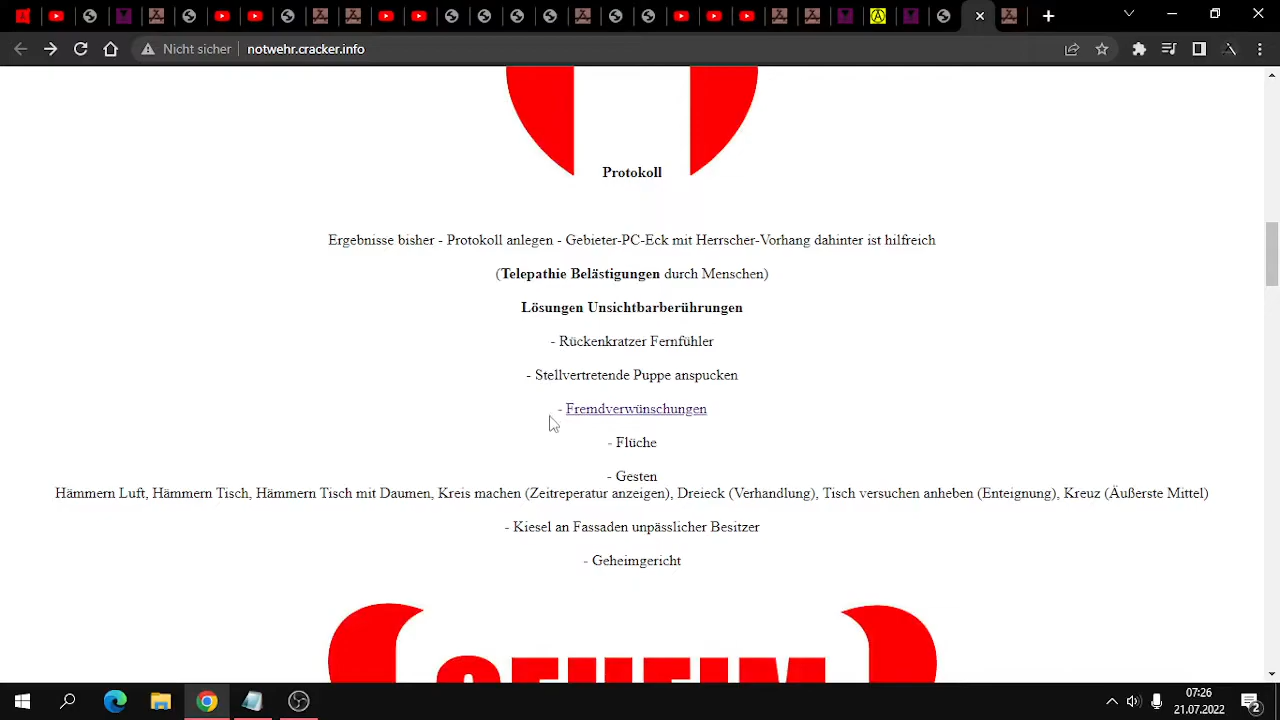 Nicht sicher
notwehr.cracker.info
Protokoll
Ergebnisse bisher - Protokoll anlegen - Gebieter-PC-Eck mit Herrscher-Vorhang dahinter ist hilfreich
(Telepathie Belästigungen durch Menschen)
Lösungen Unsichtbarberührungen
- Rückenkratzer Fernfühler
- Stellvertretende Puppe anspucken
- Fremdverwünschungen
- Flüche
- Gesten
Hämmern Luft, Hämmern Tisch, Hämmern Tisch mit Daumen, Kreis machen (Zeitreperatur anzeigen), Dreieck (Verhandlung), Tisch versuchen anheben (Enteignung), Kreuz (Äußerste Mittel)
- Kiesel an Fassaden unpässlicher Besitzer
- Geheimgericht
GEHEIM
07:26
21.07.2022
2